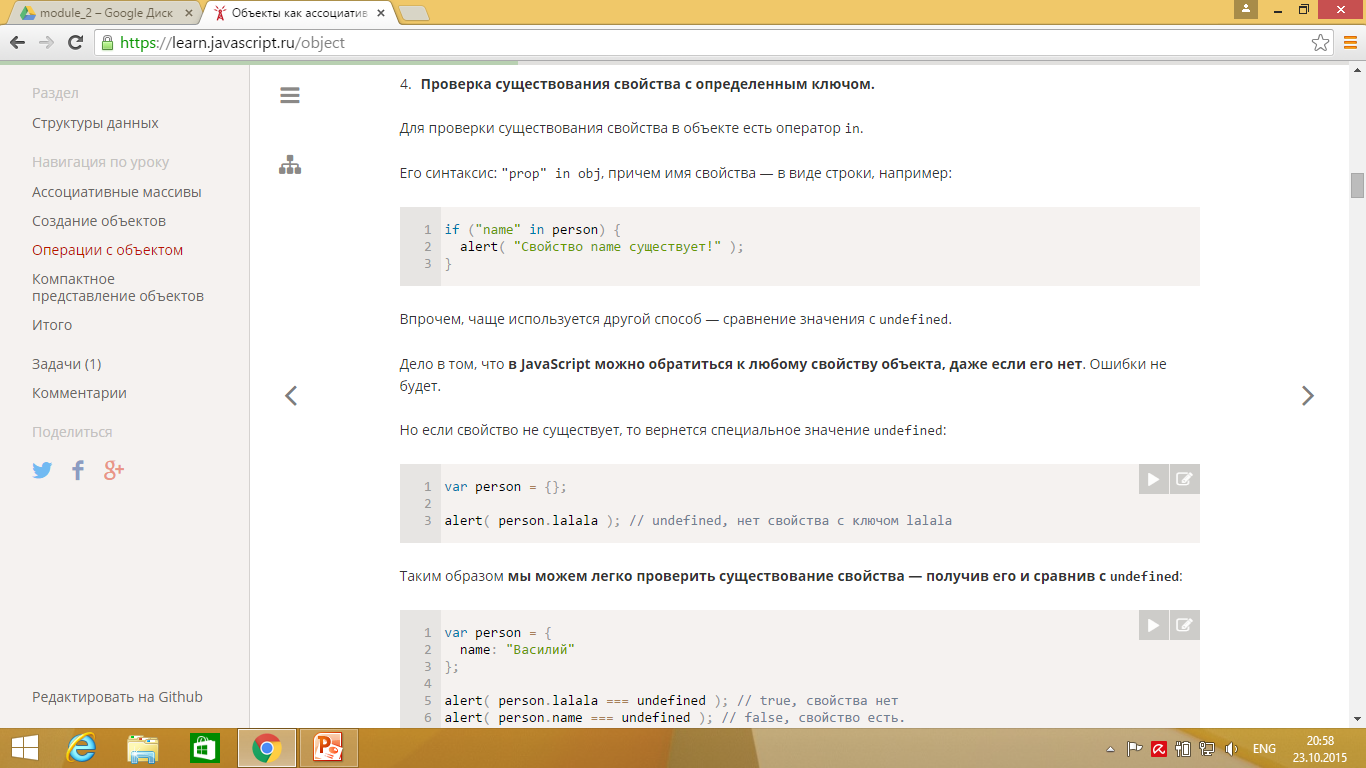 module_2 – Google Диск
Объекты как ассоциатив
https://learn.javascript.ru/object
Раздел
Структуры данных
Навигация по уроку
Ассоциативные массивы
Создание объектов
Операции с объектом
Компактное
представление объектов
Итого
Задачи (1)
Комментарии
Поделиться
Редактировать на Github
4. Проверка существования свойства с определенным ключом.
Для проверки существования свойства в объекте есть оператор in.
Его синтаксис: "prop" in obj, причем имя свойства — в виде строки, например:
1 if ("name" in person) {
2 alert( "Свойство name существует!" );
3 }
Впрочем, чаще используется другой способ — сравнение значения с undefined.
Дело в том, что в JavaScript можно обратиться к любому свойству объекта, даже если его нет. Ошибки не
будет.
Но если свойство не существует, то вернется специальное значение undefined:
1 var person = {};
2
3 alert( person.lalala ); // undefined, нет свойства с ключом lalala
Таким образом мы можем легко проверить существование свойства — получив его и сравнив с undefined:
1 var person = {
2 name: "Василий"
3 };
4
5 alert( person.lalala === undefined ); // true, свойства нет
6 alert( person.name === undefined ); // false, свойство есть.
ENG
20:58
23.10.2015